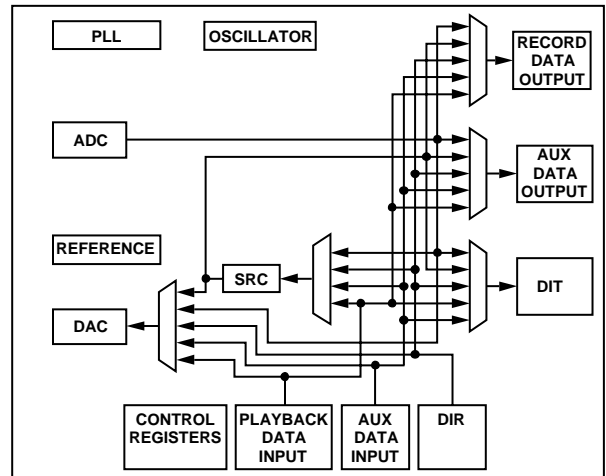 PLL
OSCILLATOR
RECORD
DATA
OUTPUT
ADC
AUX
DATA
OUTPUT
REFERENCE
SRC
DIT
DAC
CONTROL
REGISTERS
PLAYBACK
DATA
INPUT
AUX
DATA
INPUT
DIR